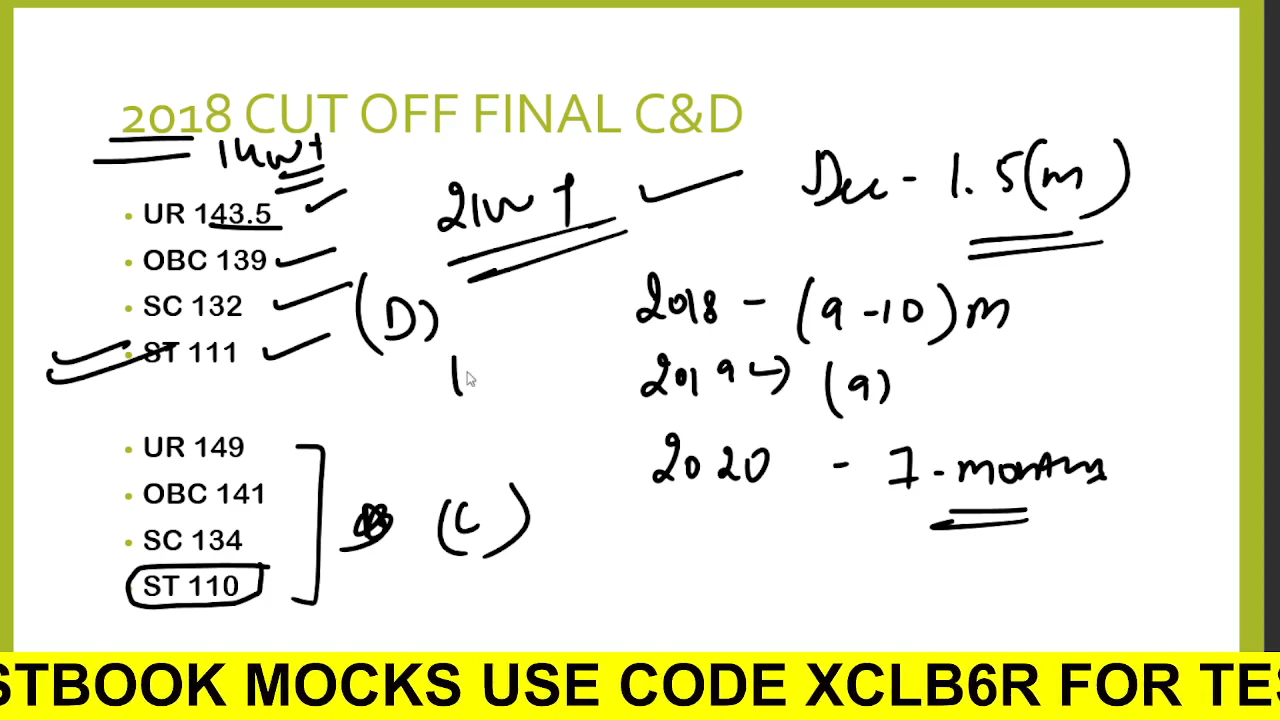 2018 CUT OFF FINAL C&D
UR 143.5
OBC 139
SC 132
ST 111
(D)
Dec - 1.5(m)
2018 - (9-10)m
2019 → (9)
2020 - 7-months
UR 149
OBC 141
SC 134
ST 110
(C)
STBOOK MOCKS USE CODE XCLB6R FOR TES